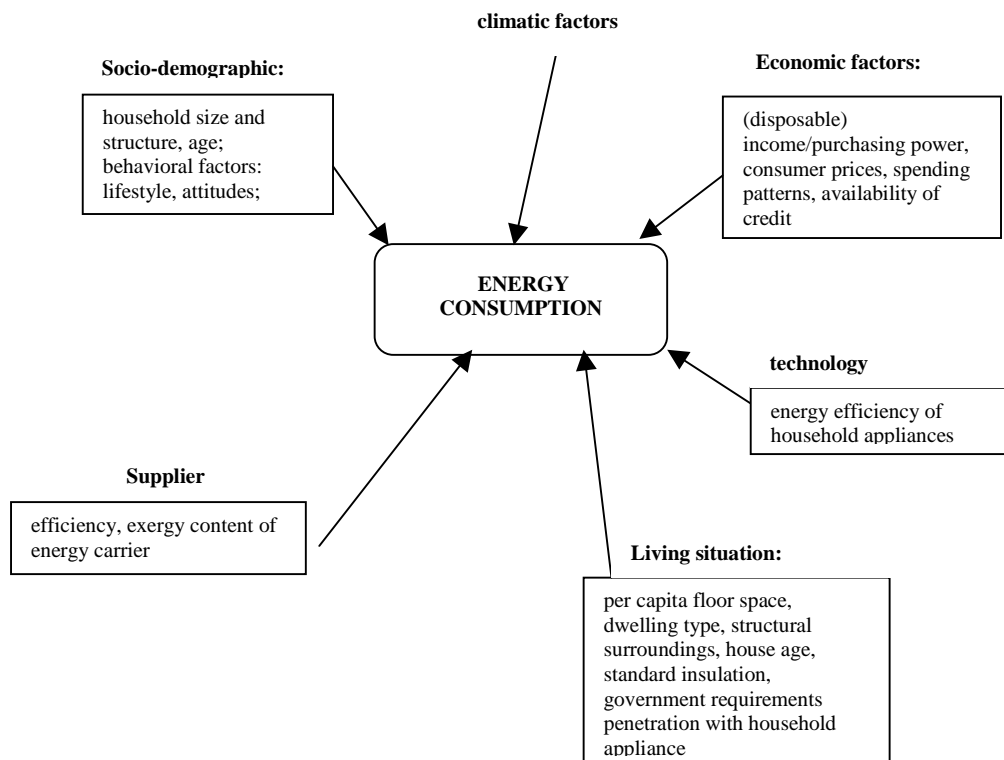 climatic factors
Socio-demographic:
household size and
structure, age;
behavioral factors:
lifestyle, attitudes;
Economic factors:
(disposable)
income/purchasing power,
consumer prices, spending
patterns, availability of
credit
ENERGY
CONSUMPTION
technology
energy efficiency of
household appliances
Supplier
efficiency, exergy content of
energy carrier
Living situation:
per capita floor space,
dwelling type, structural
surroundings, house age,
standard insulation,
government requirements
penetration with household
appliance